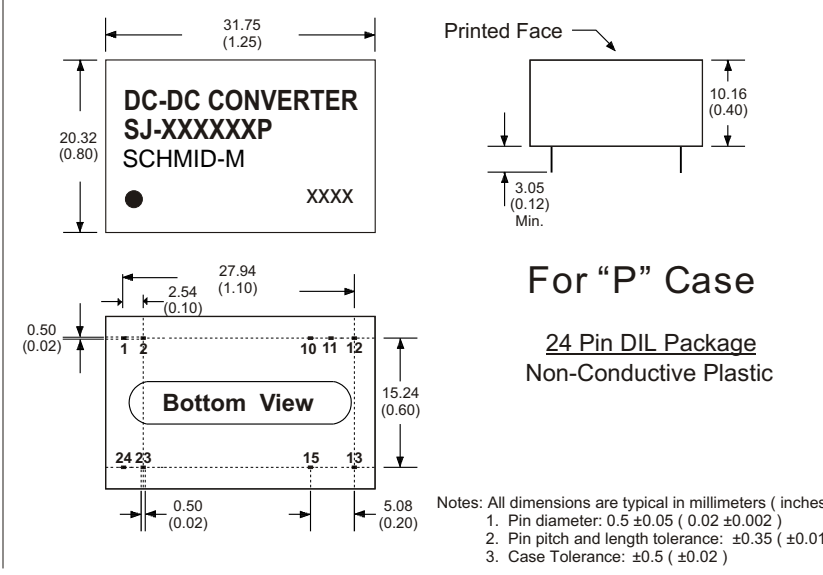 31.75
(1.25)
Printed Face
20.32
(0.80)
DC-DC CONVERTER
SJ-XXXXXXP
SCHMID-M
XXXX
10.16
(0.40)
3.05
(0.12)
Min.
27.94
(1.10)
2.54
(0.10)
For “P” Case
0.50
(0.02)
1 2 10 11 12
24 Pin DIL Package
Non-Conductive Plastic
Bottom View
15.24
(0.60)
24 23 15 13
0.50
(0.02)
5.08
(0.20)
Notes: All dimensions are typical in millimeters ( inches
1. Pin diameter: 0.5 ±0.05 ( 0.02 ±0.002 )
2. Pin pitch and length tolerance: ±0.35 ( ±0.01
3. Case Tolerance: ±0.5 ( ±0.02 )